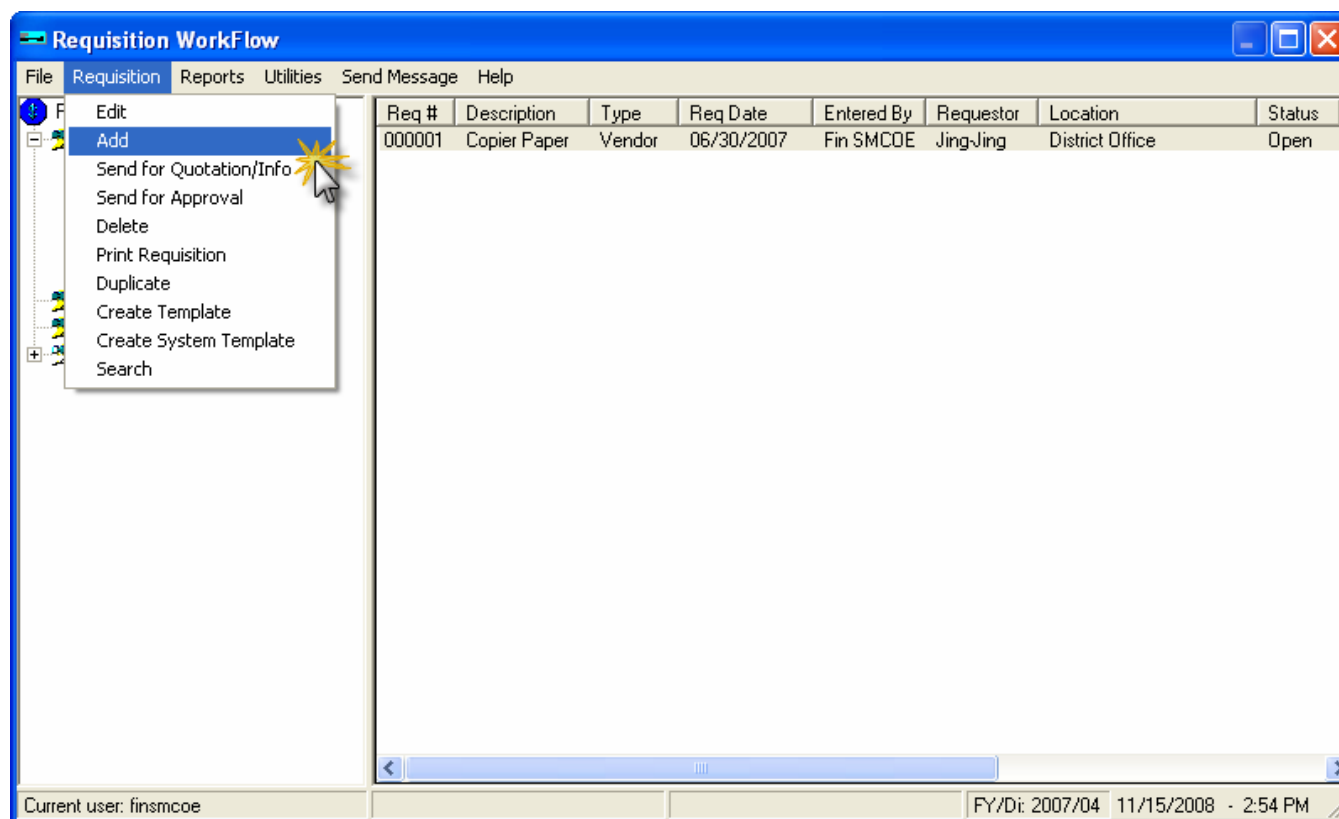 Requisition WorkFlow
File Requisition Reports Utilities Send Message Help
F
Edit
Add
Send for Quotation/Info
Send for Approval
Delete
Print Requisition
Duplicate
Create Template
Create System Template
Search
Req # Description Type Req Date Entered By Requestor Location Status
000001 Copier Paper Vendor 06/30/2007 Fin SMCOE Jing-Jing District Office Open
Current user: finsmcoe FY/Di: 2007/04 11/15/2008 - 2:54 PM